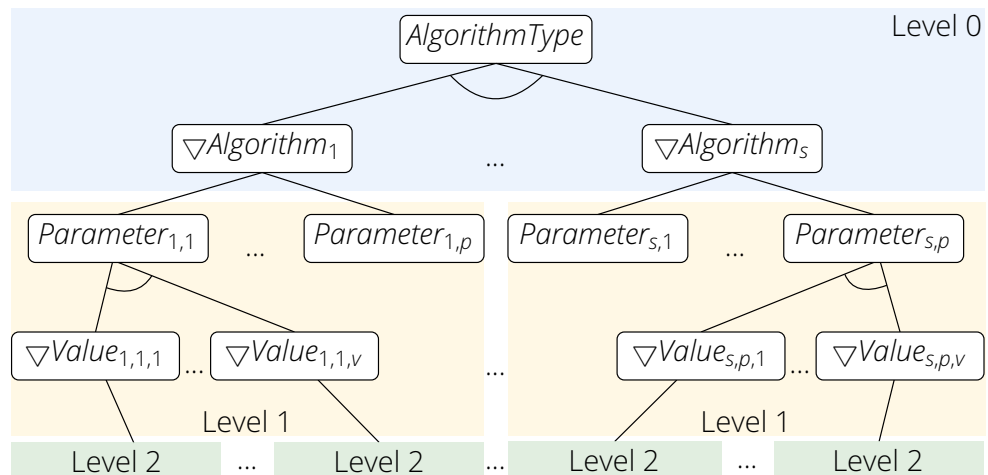 AlgorithmType
Level 0
▽Algorithm₁ ... ▽Algorithmₛ
Parameter₁,₁ ... Parameter₁,ₚ Parameterₛ,₁ ... Parameterₛ,ₚ
▽Value₁,₁,₁ ... ▽Value₁,₁,ᵥ ... ▽Valueₛ,ₚ,₁ ... ▽Valueₛ,ₚ,ᵥ
Level 1 Level 1
Level 2 ... Level 2 ... Level 2 ... Level 2